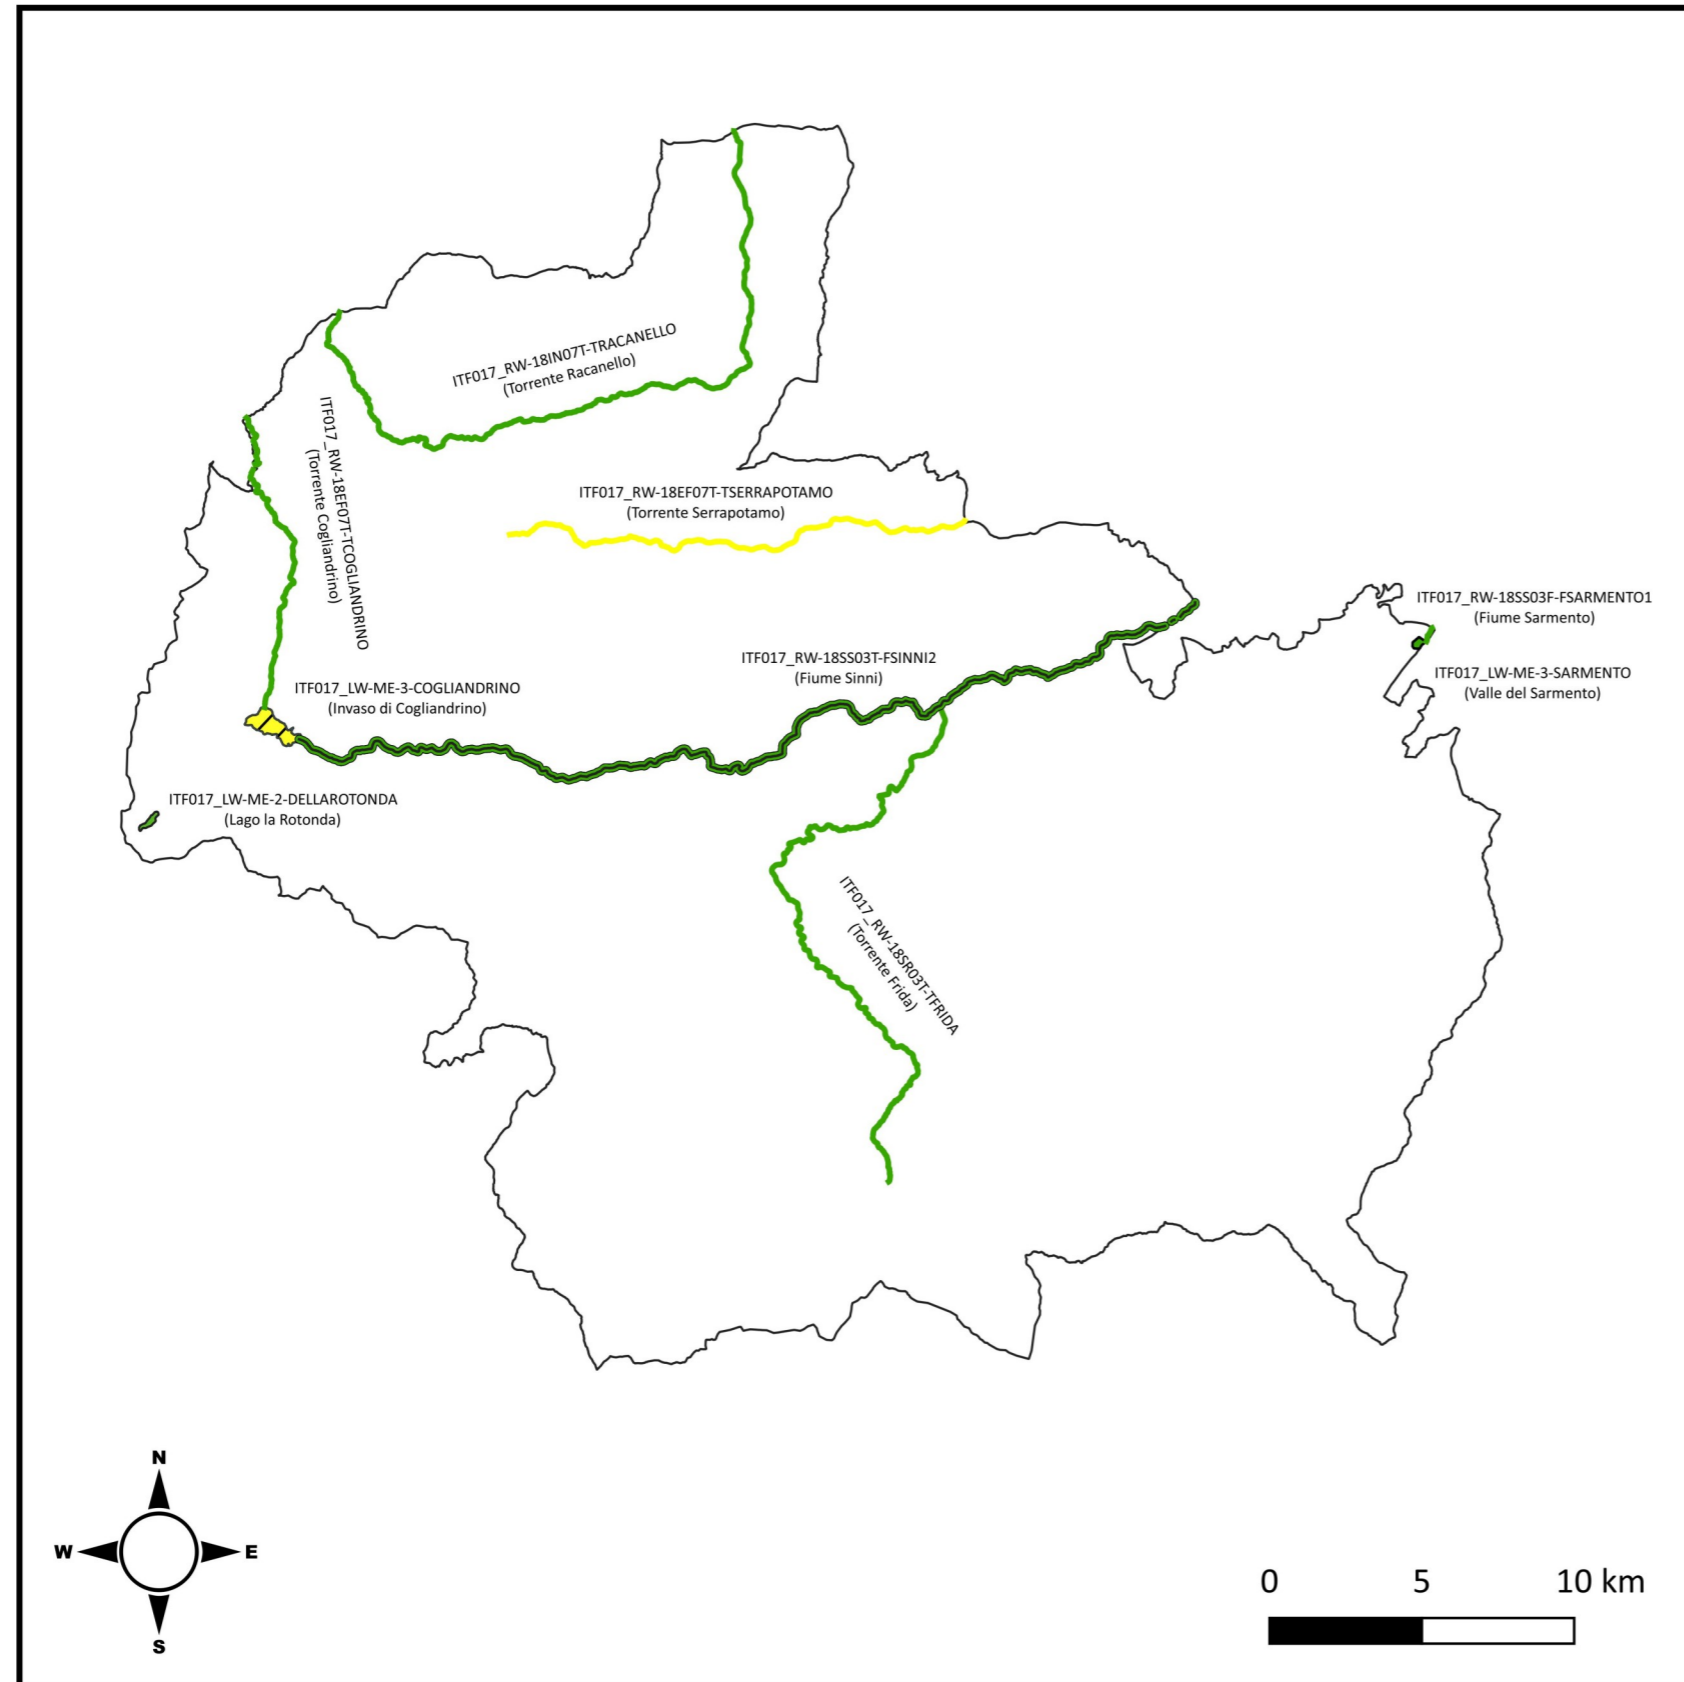 ITF017_RW-18IN07T-TRACANELLO
(Torrente Racanello)
ITF017_RW-18EF07T-TCOGLIANDRINO
(Torrente Cogliandrino)
ITF017_RW-18EF07T-TSERRAPOTAMO
(Torrente Serrapotamo)
ITF017_RW-18SS03F-FSARMENTO1
(Fiume Sarmento)
ITF017_RW-18SS03T-FSINNI2
(Fiume Sinni)
ITF017_LW-ME-3-SARMENTO
(Valle del Sarmento)
ITF017_LW-ME-3-COGLIANDRINO
(Invaso di Cogliandrino)
ITF017_LW-ME-2-DELLAROTONDA
(Lago la Rotonda)
ITF017_RW-18SR03T-TFRIDA
(Torrente Frida)
N
W
E
S
0 5 10 km